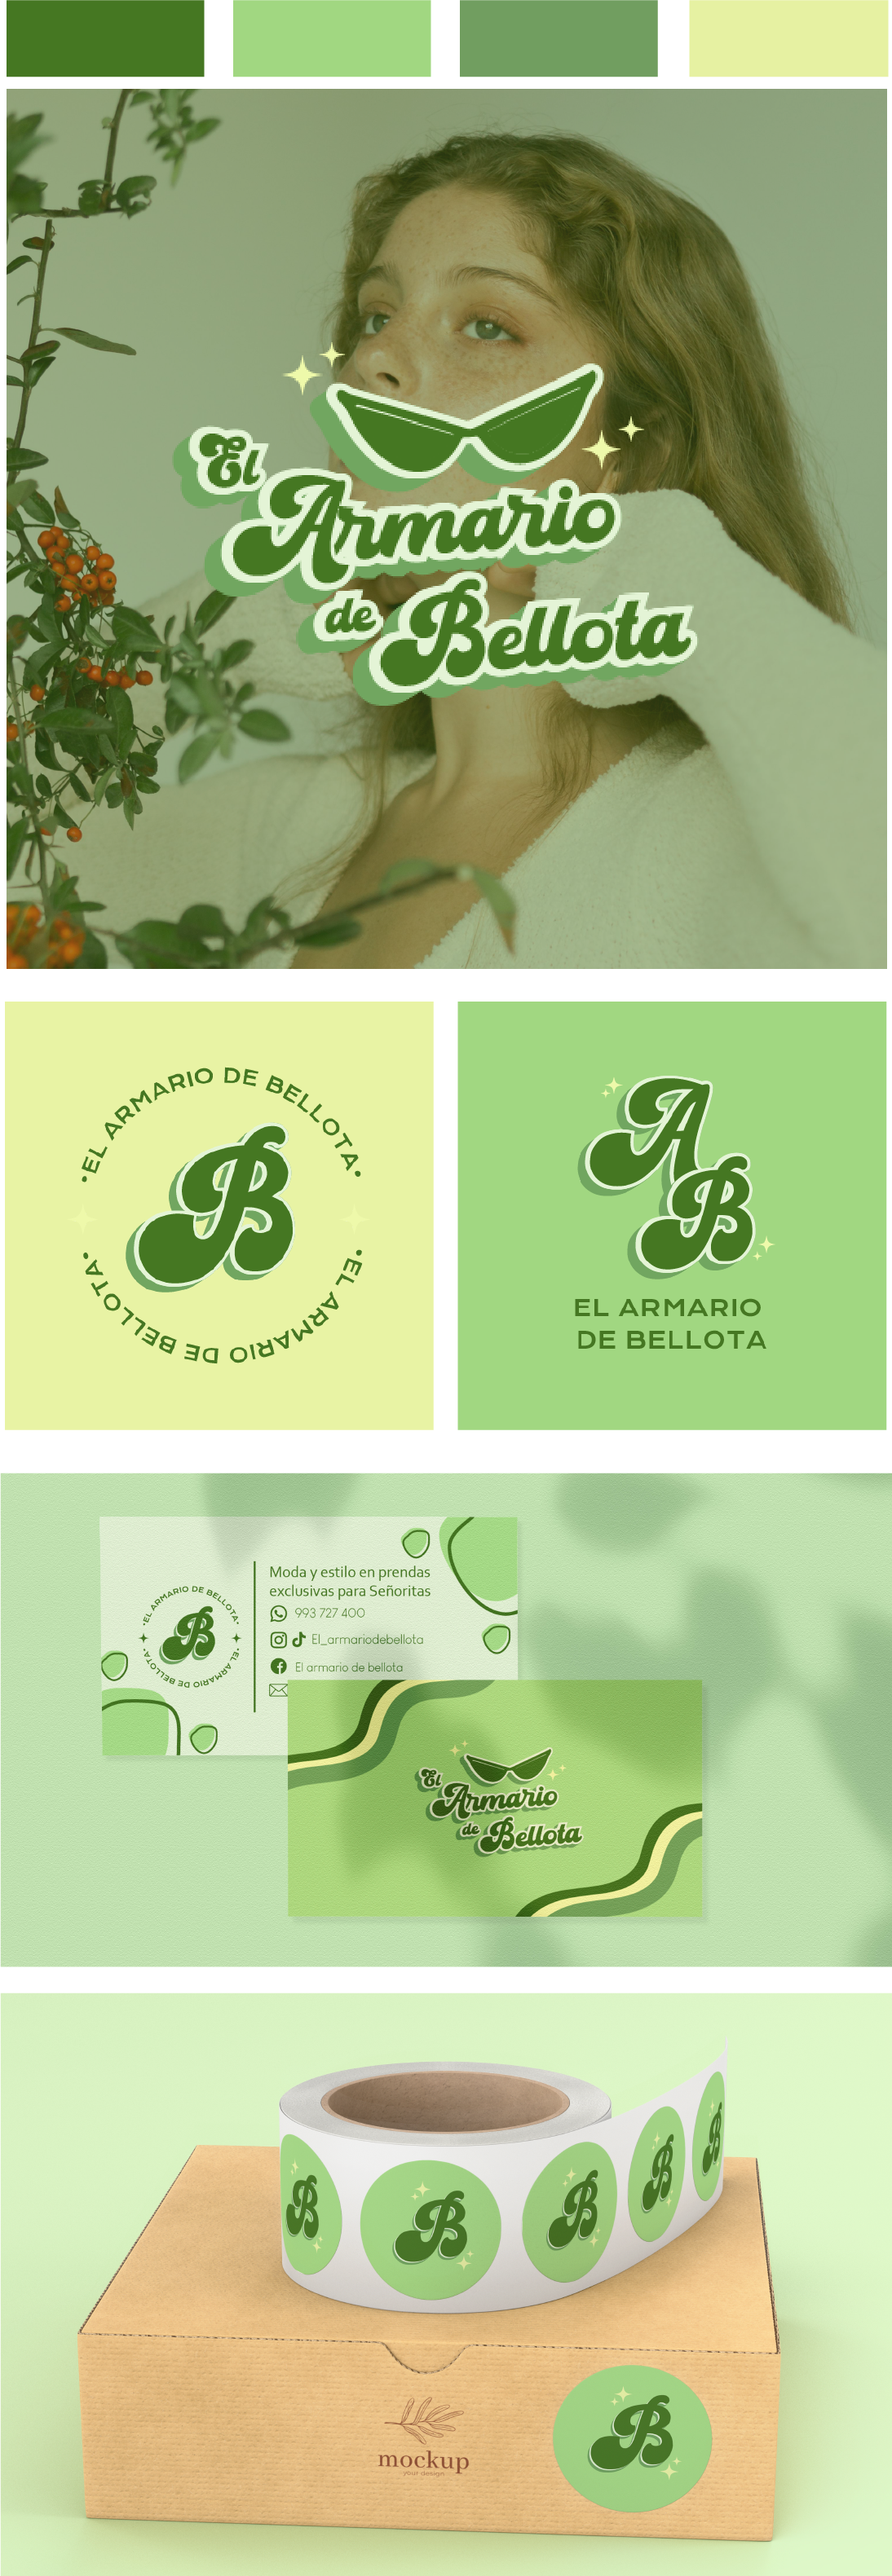 El
Armario
de Bellota
•EL ARMARIO DE BELLOTA•
B
•EL ARMARIO DE BELLOTA•
A
B
EL ARMARIO
DE BELLOTA
•EL ARMARIO DE BELLOTA•
B
•EL ARMARIO DE BELLOTA•
Moda y estilo en prendas
exclusivas para Señoritas
993 727 400
El_armariodebellota
El armario de bellota
El
Armario
de Bellota
B
B
B
B
B
mockup
your design
B